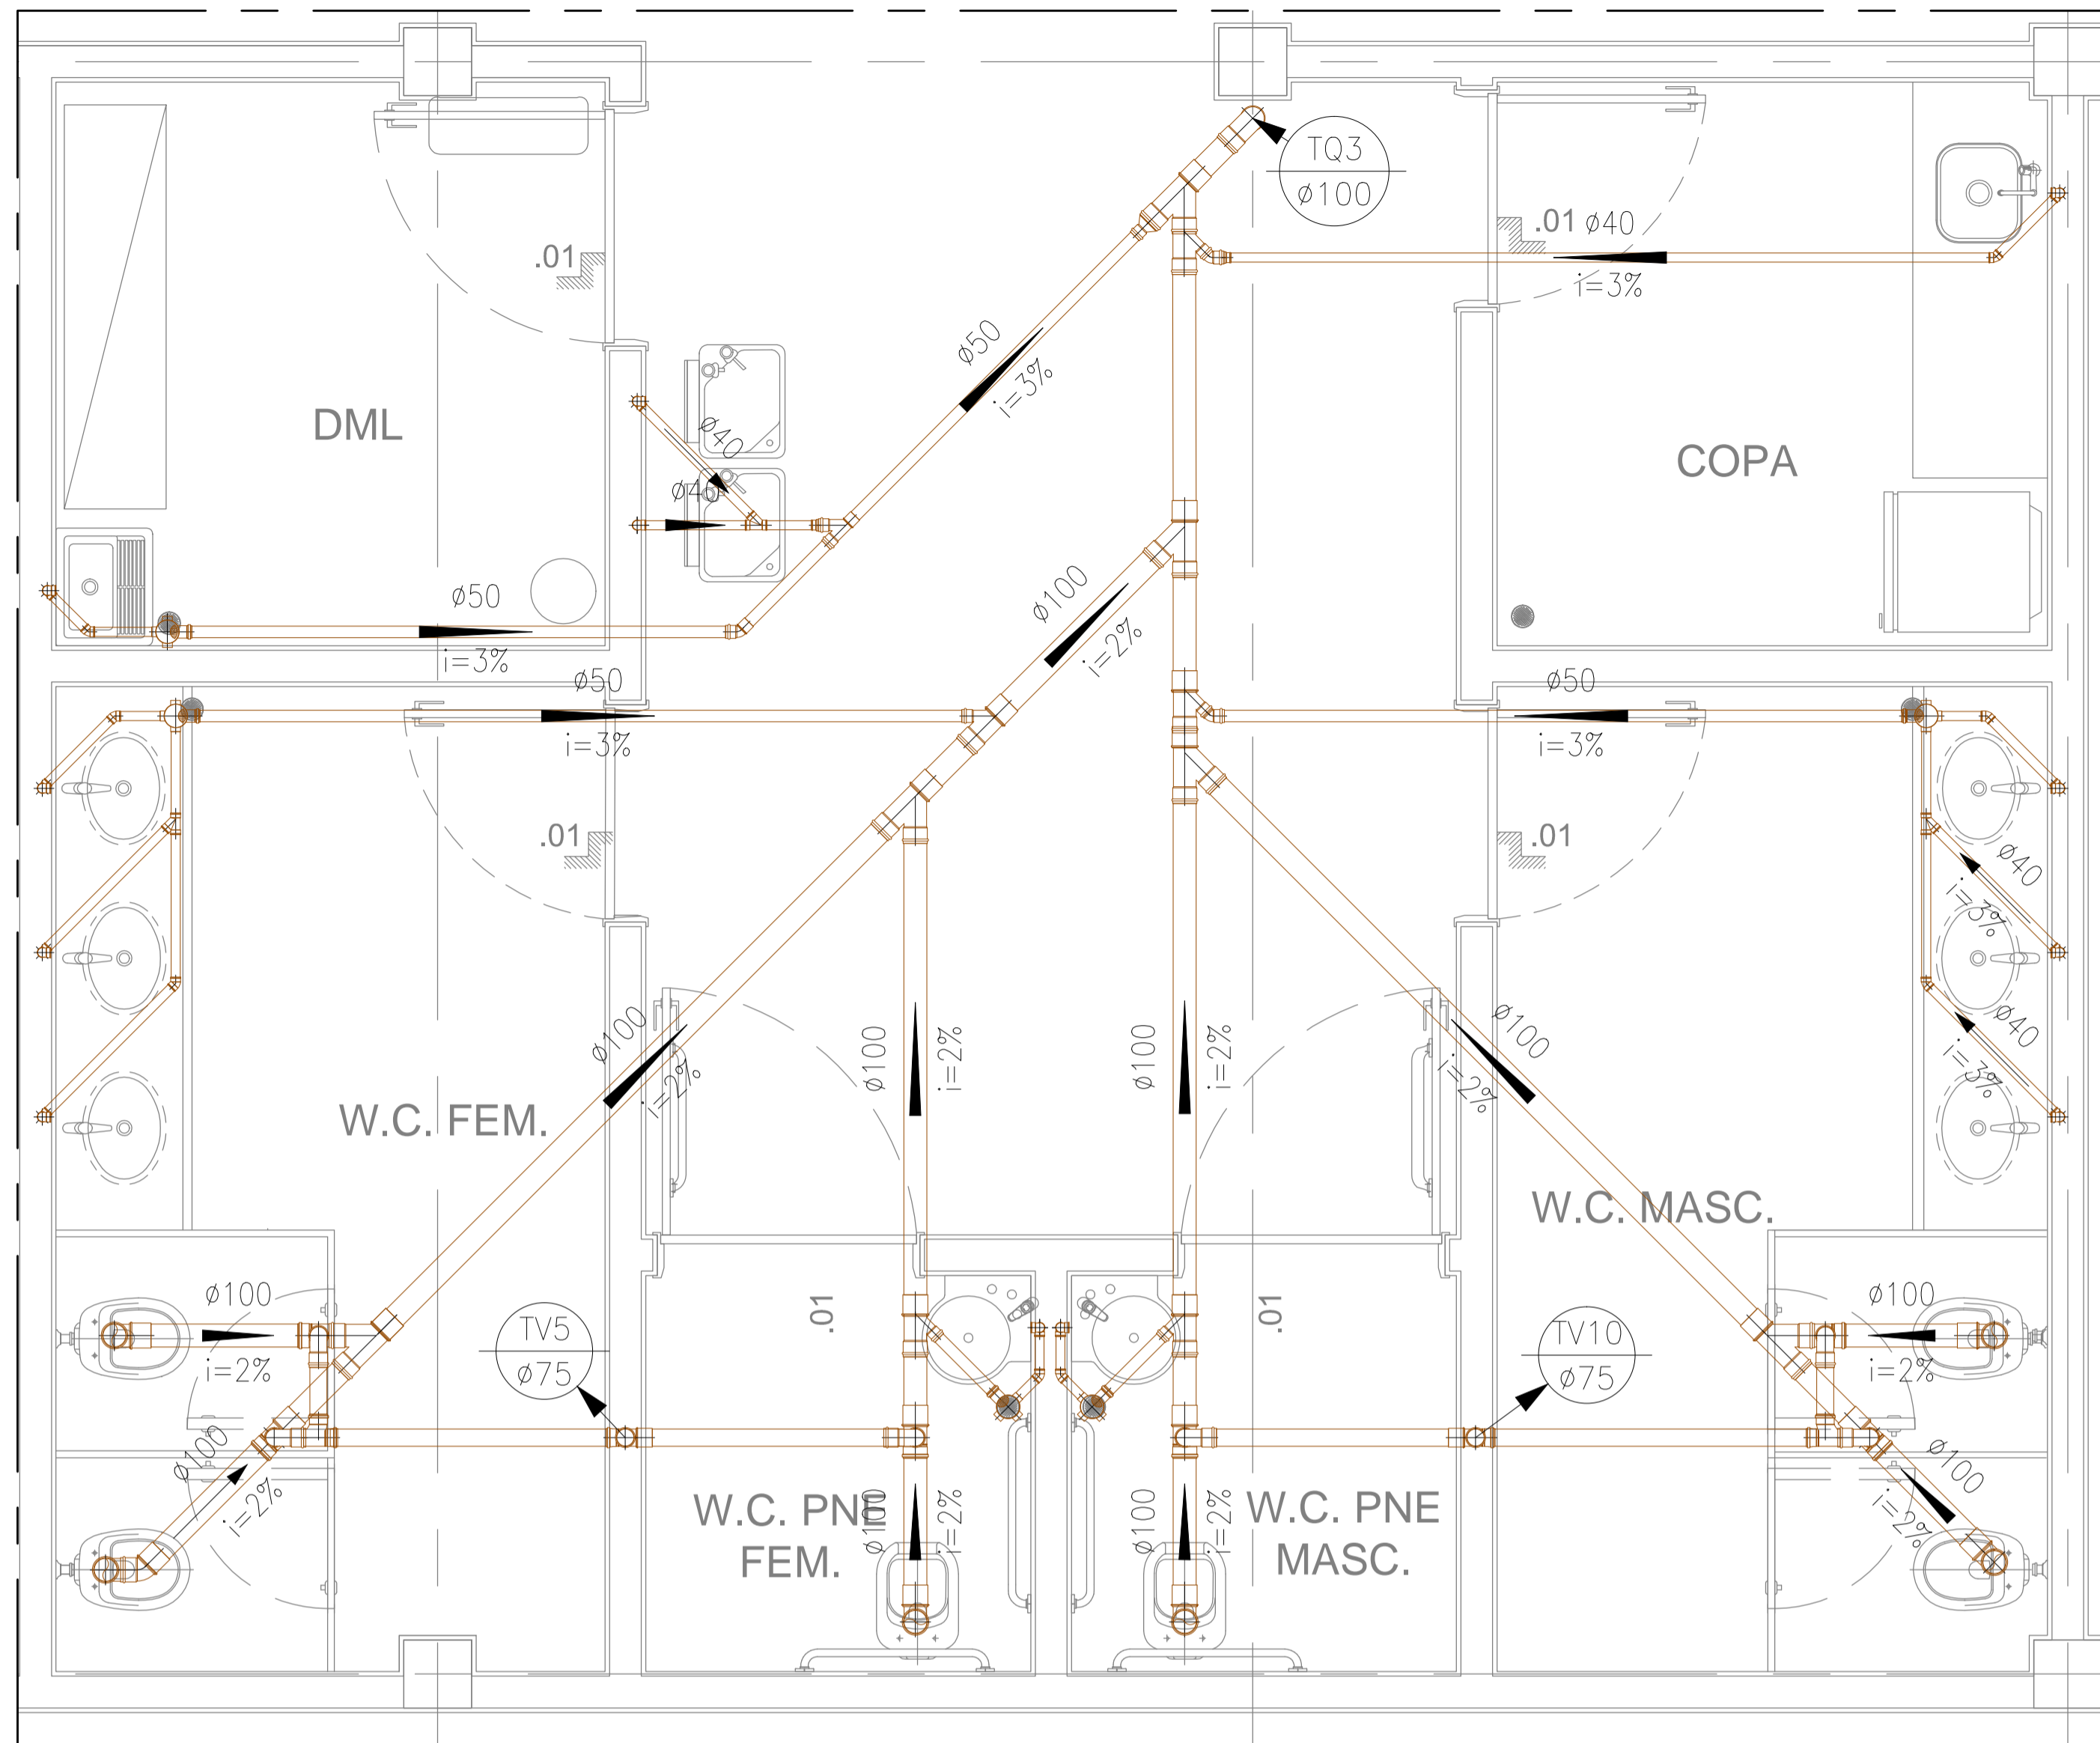 TQ3
ø100
.01
ø40
i=3%
.01
ø50
i=3%
DML
ø40
ø40
COPA
ø50
i=3%
ø100
i=2%
ø50
i=3%
ø50
i=3%
.01
.01
ø40
i=3%
ø40
i=3%
ø100
i=2%
ø100
i=2%
ø100
i=2%
ø100
i=2%
W.C. FEM.
W.C. MASC.
ø100
i=2%
.01
.01
ø100
i=2%
TV5
ø75
TV10
ø75
ø100
i=2%
W.C. PNE
FEM.
ø100
i=2%
ø100
i=2%
W.C. PNE
MASC.
ø100
i=2%